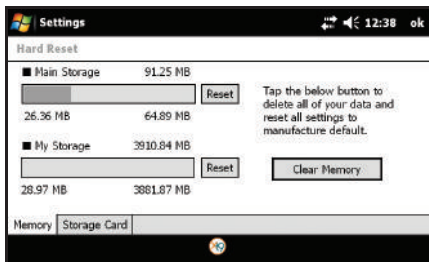 Settings 12:38 ok
Hard Reset
■ Main Storage 91.25 MB
Reset
26.36 MB 64.89 MB
■ My Storage 3910.84 MB
Reset
28.97 MB 3881.87 MB
Tap the below button to
delete all of your data and
reset all settings to
manufacture default.
Clear Memory
Memory Storage Card